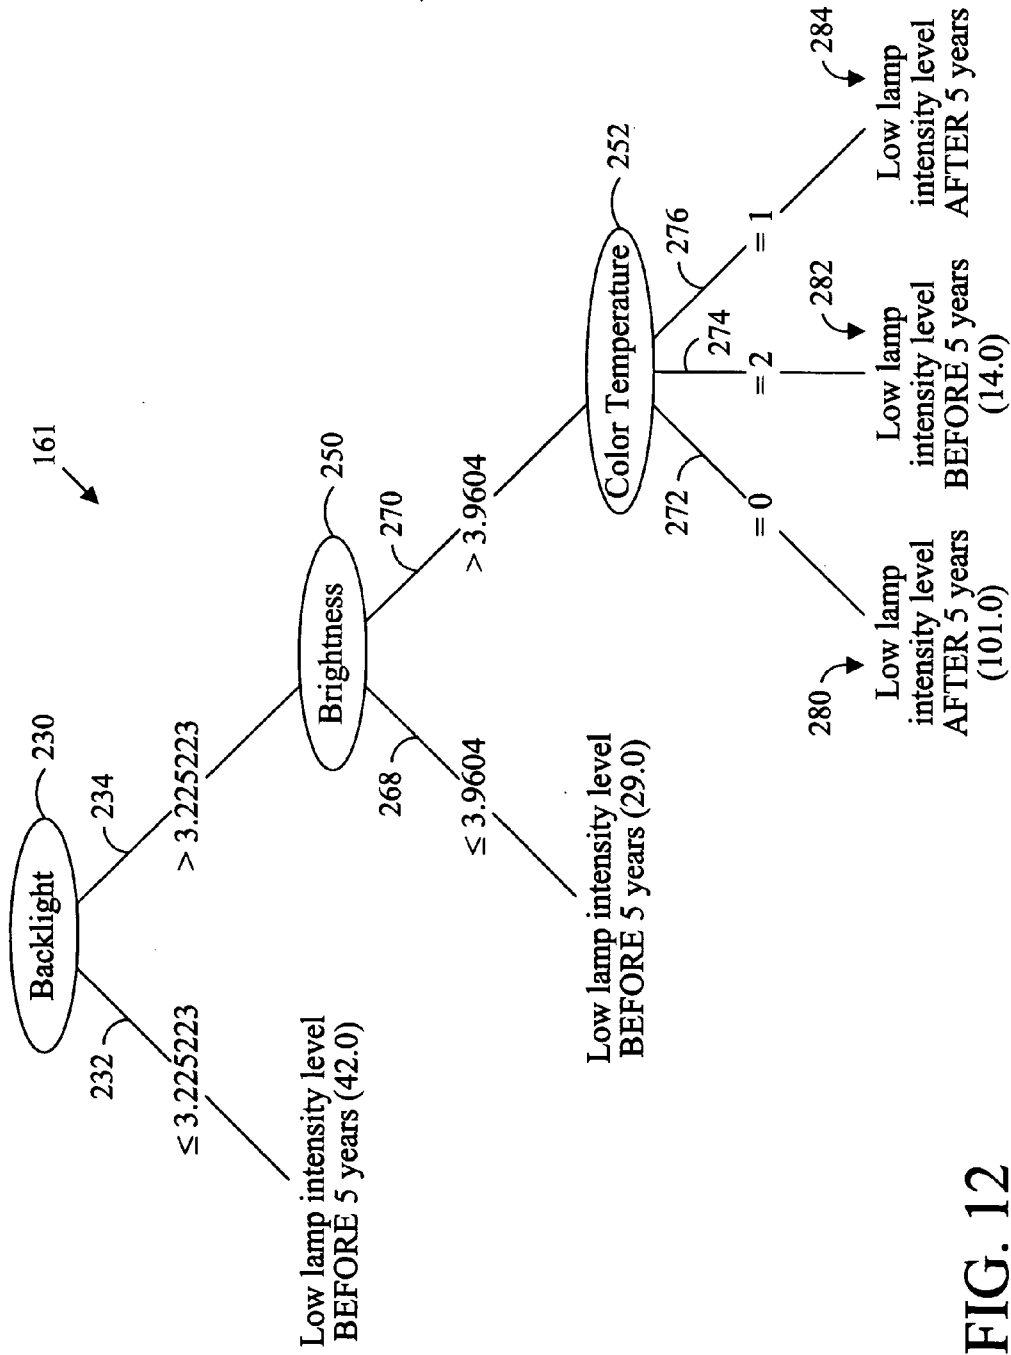 161
Backlight
230
232
234
≤ 3.225223
> 3.225223
Low lamp intensity level
BEFORE 5 years (42.0)
Brightness
250
268
270
≤ 3.9604
> 3.9604
Low lamp intensity level
BEFORE 5 years (29.0)
Color Temperature
252
272
274
276
= 0
= 2
= 1
280
Low lamp
intensity level
AFTER 5 years
(101.0)
282
Low lamp
intensity level
BEFORE 5 years
(14.0)
284
Low lamp
intensity level
AFTER 5 years
FIG. 12